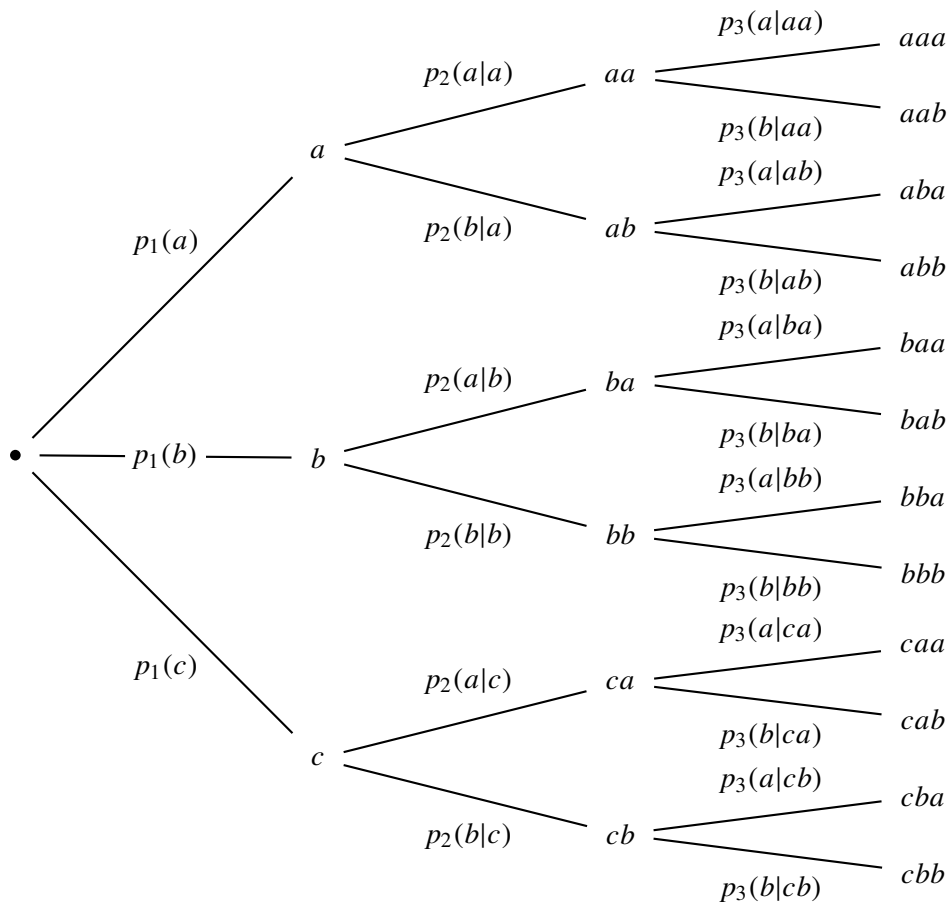 p₃(a|aa)
aaa
p₂(a|a)
aa
aab
p₃(b|aa)
a
p₃(a|ab)
aba
p₁(a)
p₂(b|a)
ab
abb
p₃(b|ab)
p₃(a|ba)
baa
p₂(a|b)
ba
bab
p₃(b|ba)
p₁(b)
b
p₃(a|bb)
bba
p₂(b|b)
bb
bbb
p₃(b|bb)
p₃(a|ca)
caa
p₁(c)
p₂(a|c)
ca
cab
p₃(b|ca)
c
p₃(a|cb)
cba
p₂(b|c)
cb
cbb
p₃(b|cb)